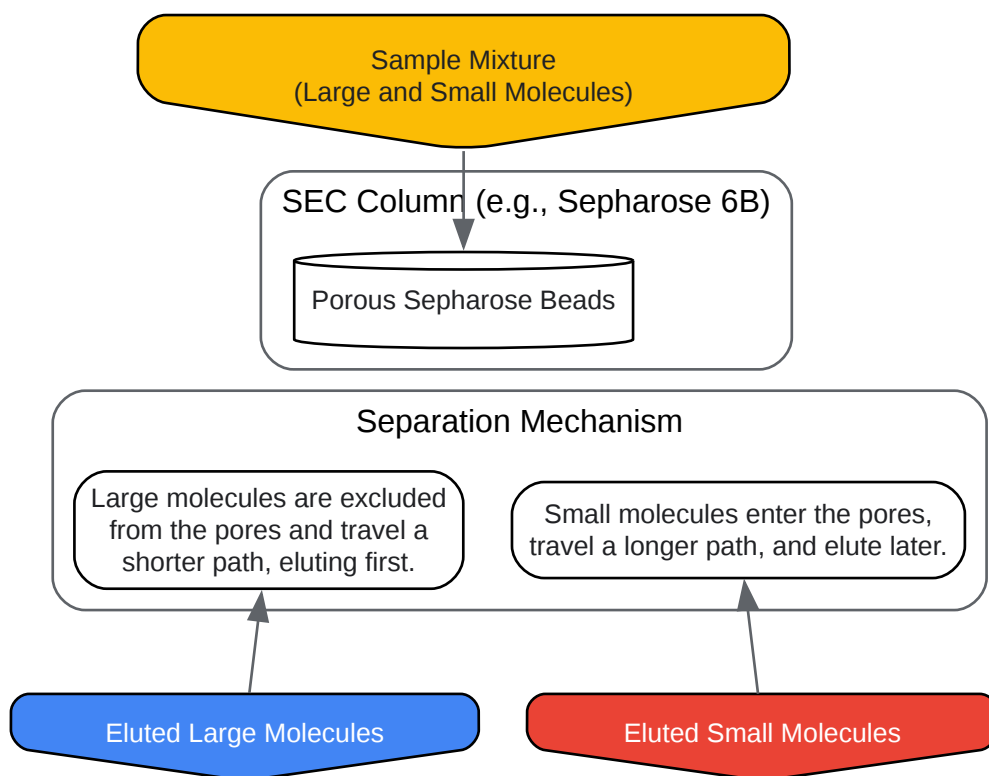 Sample Mixture
(Large and Small Molecules)
SEC Column (e.g., Sepharose 6B)
Porous Sepharose Beads
Separation Mechanism
Large molecules are excluded
from the pores and travel a
shorter path, eluting first.
Small molecules enter the pores,
travel a longer path, and elute later.
Eluted Large Molecules
Eluted Small Molecules